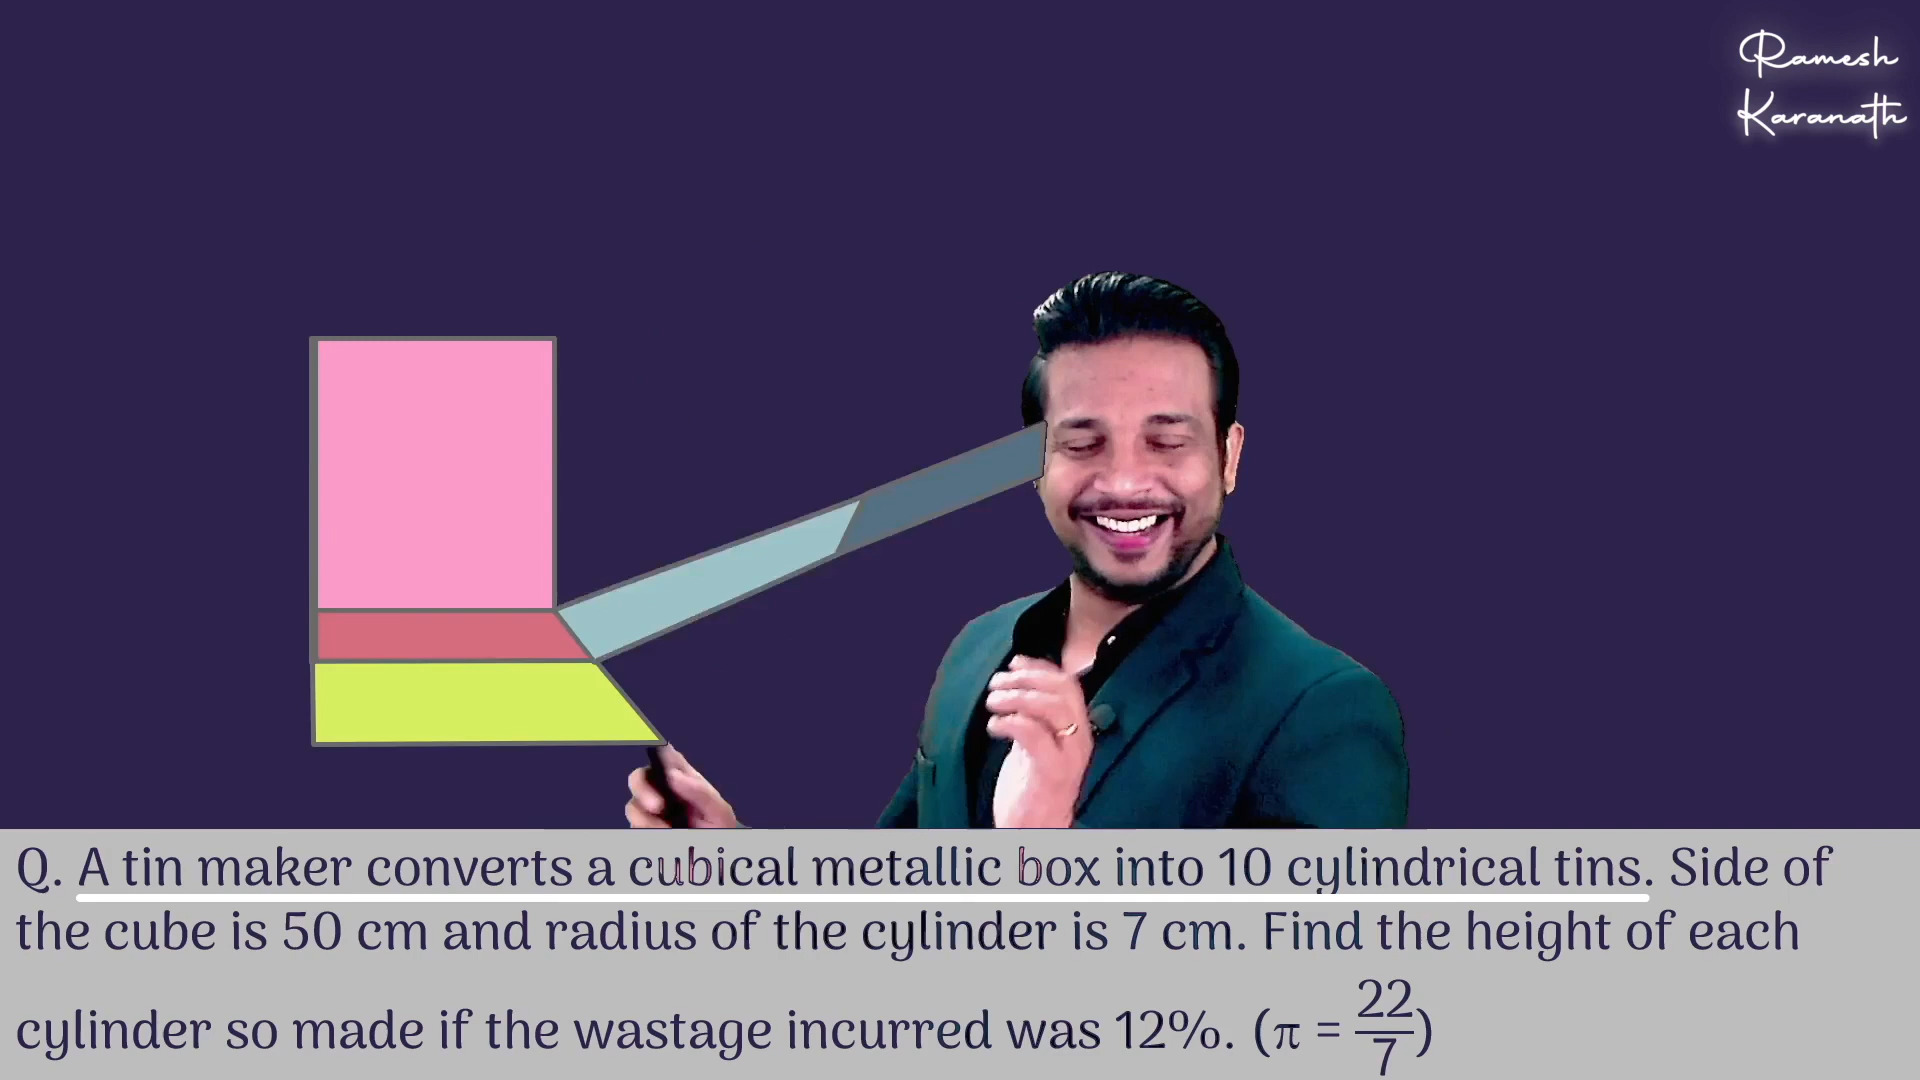 Ramesh
Karanath
Q. A tin maker converts a cubical metallic box into 10 cylindrical tins. Side of
the cube is 50 cm and radius of the cylinder is 7 cm. Find the height of each
cylinder so made if the wastage incurred was 12%. (π = 22/7)